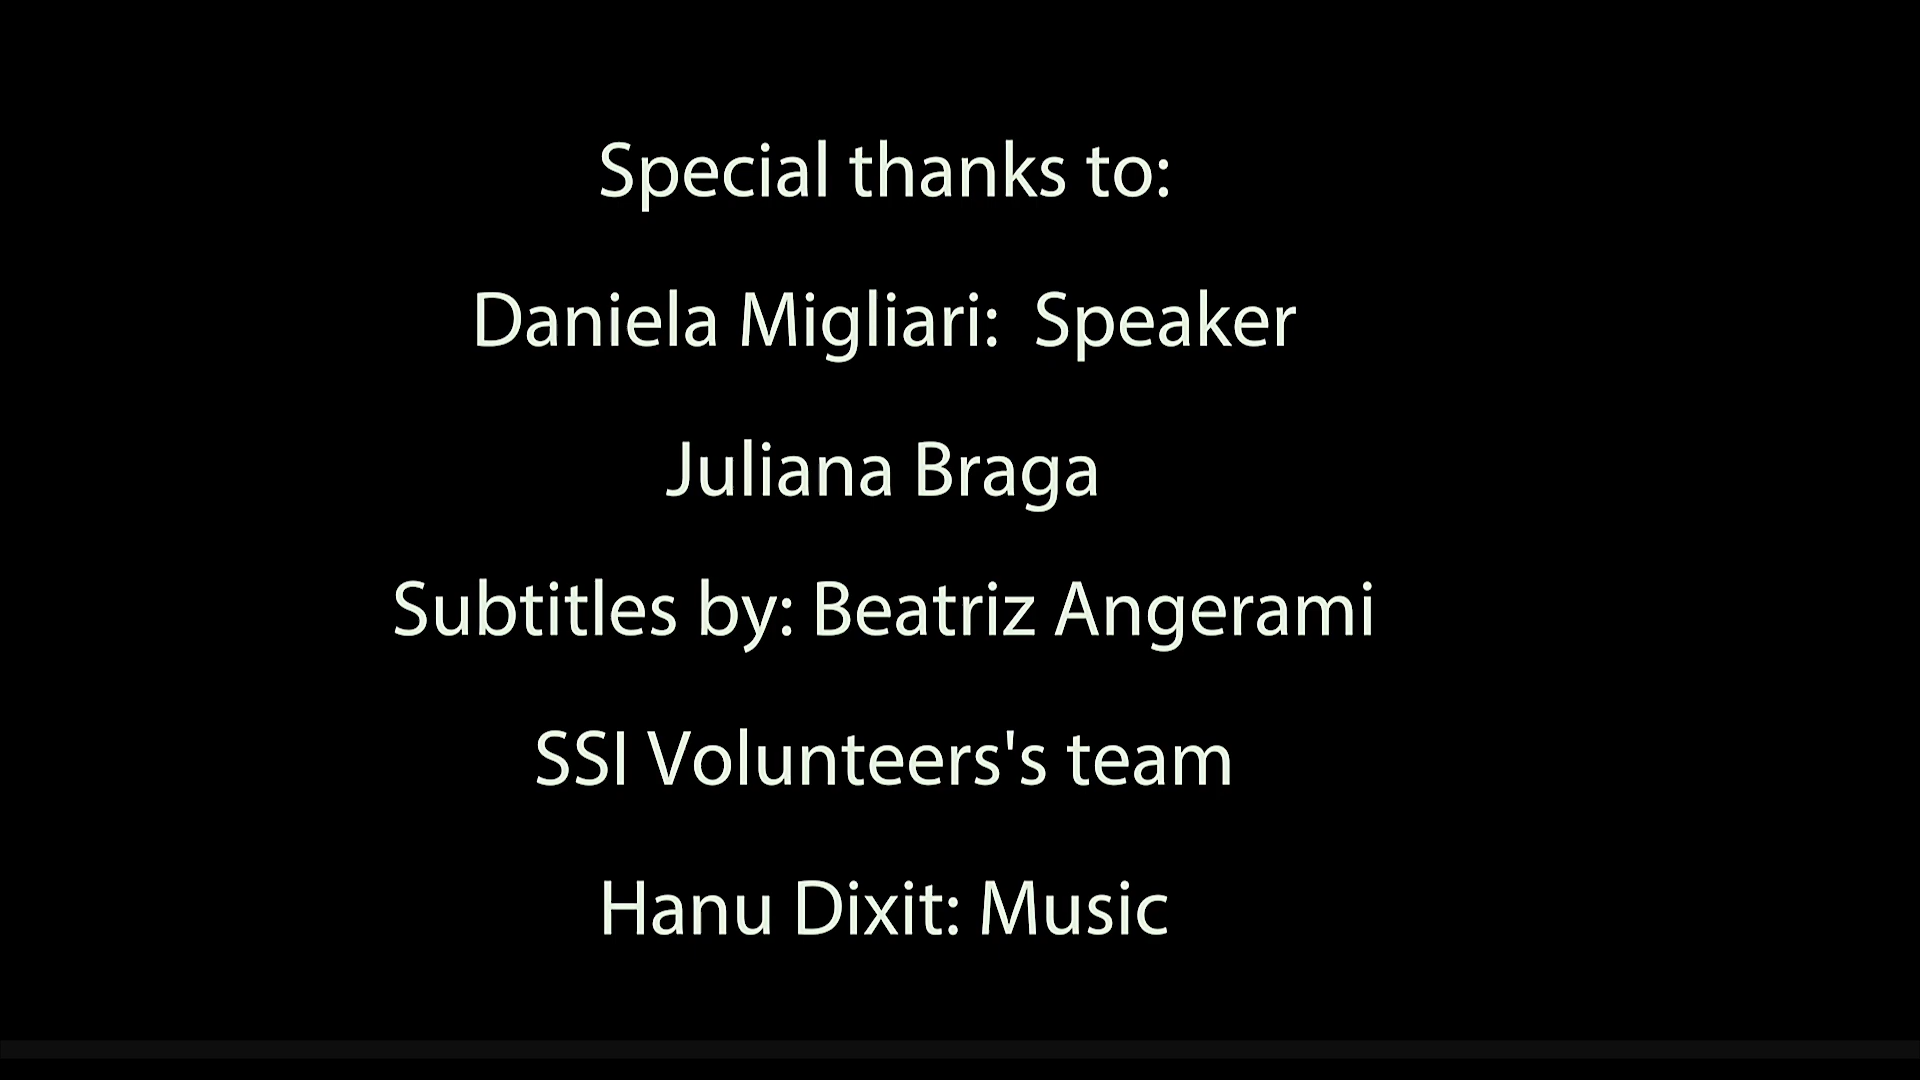 Special thanks to:
Daniela Migliari:  Speaker
Juliana Braga
Subtitles by: Beatriz Angerami
SSI Volunteers's team
Hanu Dixit: Music